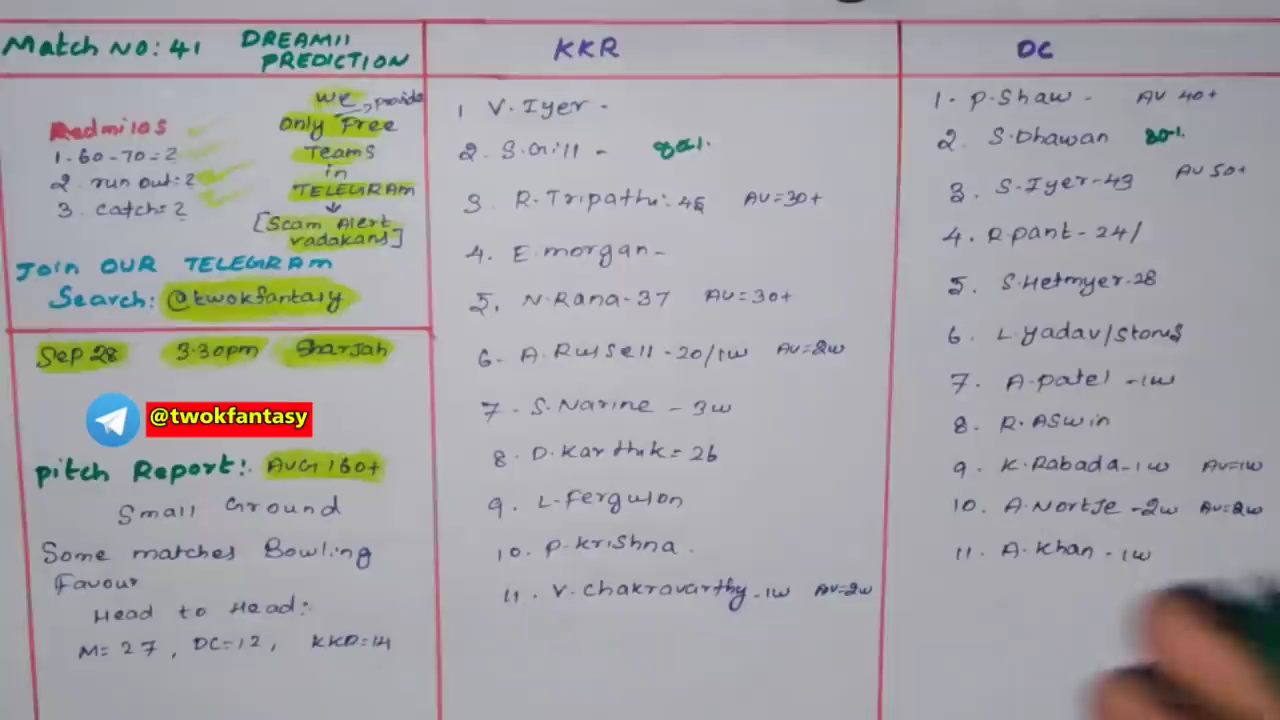 Match No: 41 DREAM11 PREDICTION
We provide
Only Free
Teams
in
TELEGRAM
[Scam Alert
vadakans]
Redmi10s
1. 60-70=2
2. run out=2
3. catch=2
JOIN OUR TELEGRAM
Search: @twokfantasy
Sep 28 3.30pm Sharjah
@twokfantasy
Pitch Report:. AVG 160+
Small Ground
Some matches Bowling
Favour
Head to Head:
M=27, DC=12, KKR=14
KKR
1 V. Iyer -
2. S. Gill - 80%
3. R. Tripathi: 45 AV=30+
4. E. morgan-
5. N. Rana-37 AV=30+
6. A. Russell-20/1w AV=2w
7. S. Narine - 3w
8. D. Karthik=26
9. L. Ferguson
10. P. Krishna.
11. V. Chakravarthy-1w AV=2w
DC
1. P. Shaw - AV 40+
2. S. Dhawan 80%
3. S. Iyer-43 AV 50+
4. R. pant-24/
5. S. Hetmyer.28
6. L. yadav/Stones
7. A. patel -1w
8. R. ASwin
9. K. Rabada-1w AV=1w
10. A. Nortje-2w AV=2w
11. A. Khan-1w